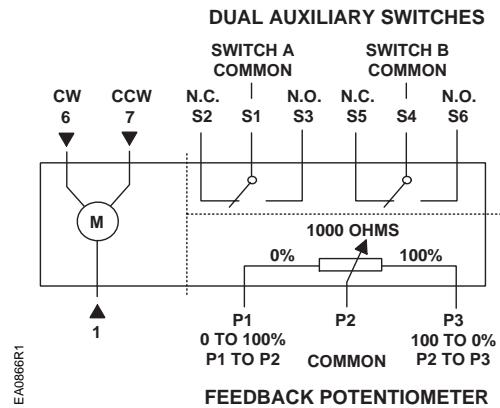 DUAL AUXILIARY SWITCHES
SWITCH A
COMMON
SWITCH B
COMMON
CW
6
CCW
7
N.C.
S2
S1
N.O.
S3
N.C.
S5
S4
N.O.
S6
M
1000 OHMS
0%
100%
1
P1
0 TO 100%
P1 TO P2
P2
COMMON
P3
100 TO 0%
P2 TO P3
EA0866R1
FEEDBACK POTENTIOMETER